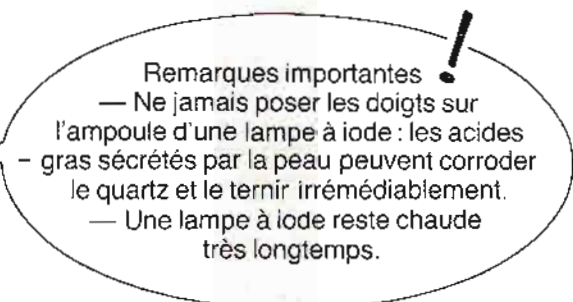 Remarques importantes !
— Ne jamais poser les doigts sur
l'ampoule d'une lampe à iode : les acides
gras sécrétés par la peau peuvent corroder
le quartz et le ternir irrémédiablement.
— Une lampe à iode reste chaude
très longtemps.